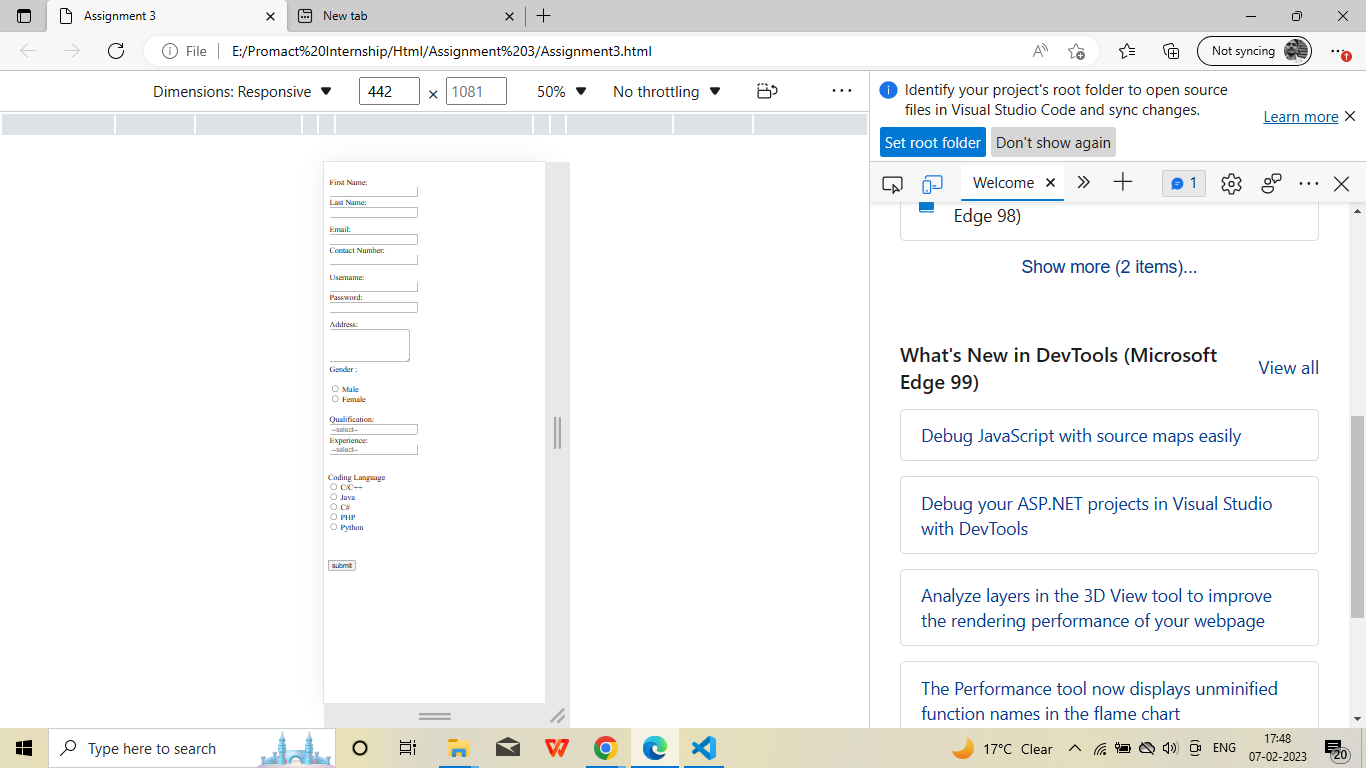 Assignment 3
New tab
File
E:/Promact%20Internship/Html/Assignment%203/Assignment3.html
Not syncing
Dimensions: Responsive
442 × 1081
50%
No throttling
First Name:
Last Name:
Email:
Contact Number:
Username:
Password:
Address:
Gender :
Male
Female
Qualification:
--select--
Experience:
--select--
Coding Language
C/C++
Java
C#
PHP
Python
submit
Identify your project's root folder to open source
files in Visual Studio Code and sync changes.
Learn more
Set root folder
Don't show again
Welcome
1
Edge 98)
Show more (2 items)...
What's New in DevTools (Microsoft
Edge 99)
View all
Debug JavaScript with source maps easily
Debug your ASP.NET projects in Visual Studio
with DevTools
Analyze layers in the 3D View tool to improve
the rendering performance of your webpage
The Performance tool now displays unminified
function names in the flame chart
Type here to search
17°C Clear
ENG
17:48
07-02-2023
20